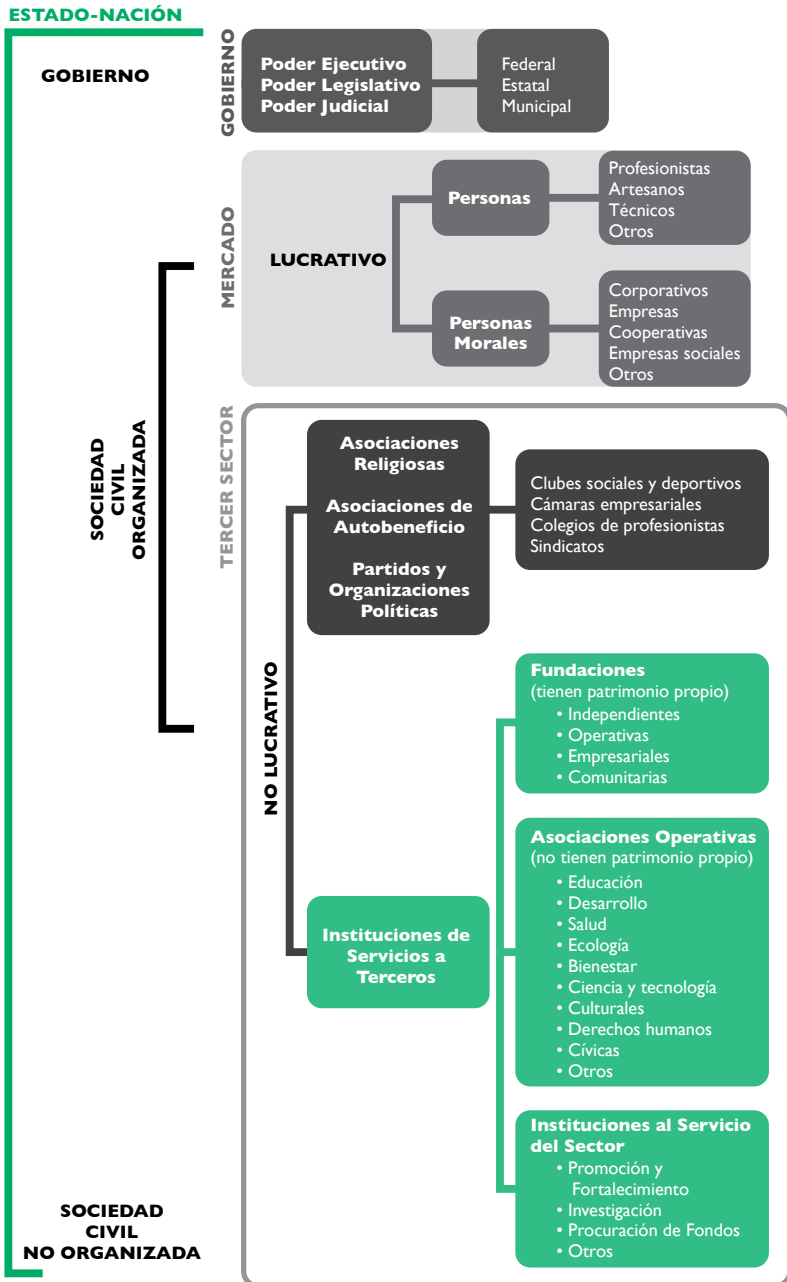 ESTADO-NACIÓN
GOBIERNO
GOBIERNO
Poder Ejecutivo
Poder Legislativo
Poder Judicial
Federal
Estatal
Municipal
MERCADO
LUCRATIVO
Personas
Profesionistas
Artesanos
Técnicos
Otros
Personas
Morales
Corporativos
Empresas
Cooperativas
Empresas sociales
Otros
SOCIEDAD
CIVIL
ORGANIZADA
TERCER SECTOR
NO LUCRATIVO
Asociaciones
Religiosas
Asociaciones de
Autobeneficio
Partidos y
Organizaciones
Políticas
Clubes sociales y deportivos
Cámaras empresariales
Colegios de profesionistas
Sindicatos
Instituciones de
Servicios a
Terceros
Fundaciones
(tienen patrimonio propio)
• Independientes
• Operativas
• Empresariales
• Comunitarias
Asociaciones Operativas
(no tienen patrimonio propio)
• Educación
• Desarrollo
• Salud
• Ecología
• Bienestar
• Ciencia y tecnología
• Culturales
• Derechos humanos
• Cívicas
• Otros
Instituciones al Servicio
del Sector
• Promoción y
Fortalecimiento
• Investigación
• Procuración de Fondos
• Otros
SOCIEDAD
CIVIL
NO ORGANIZADA